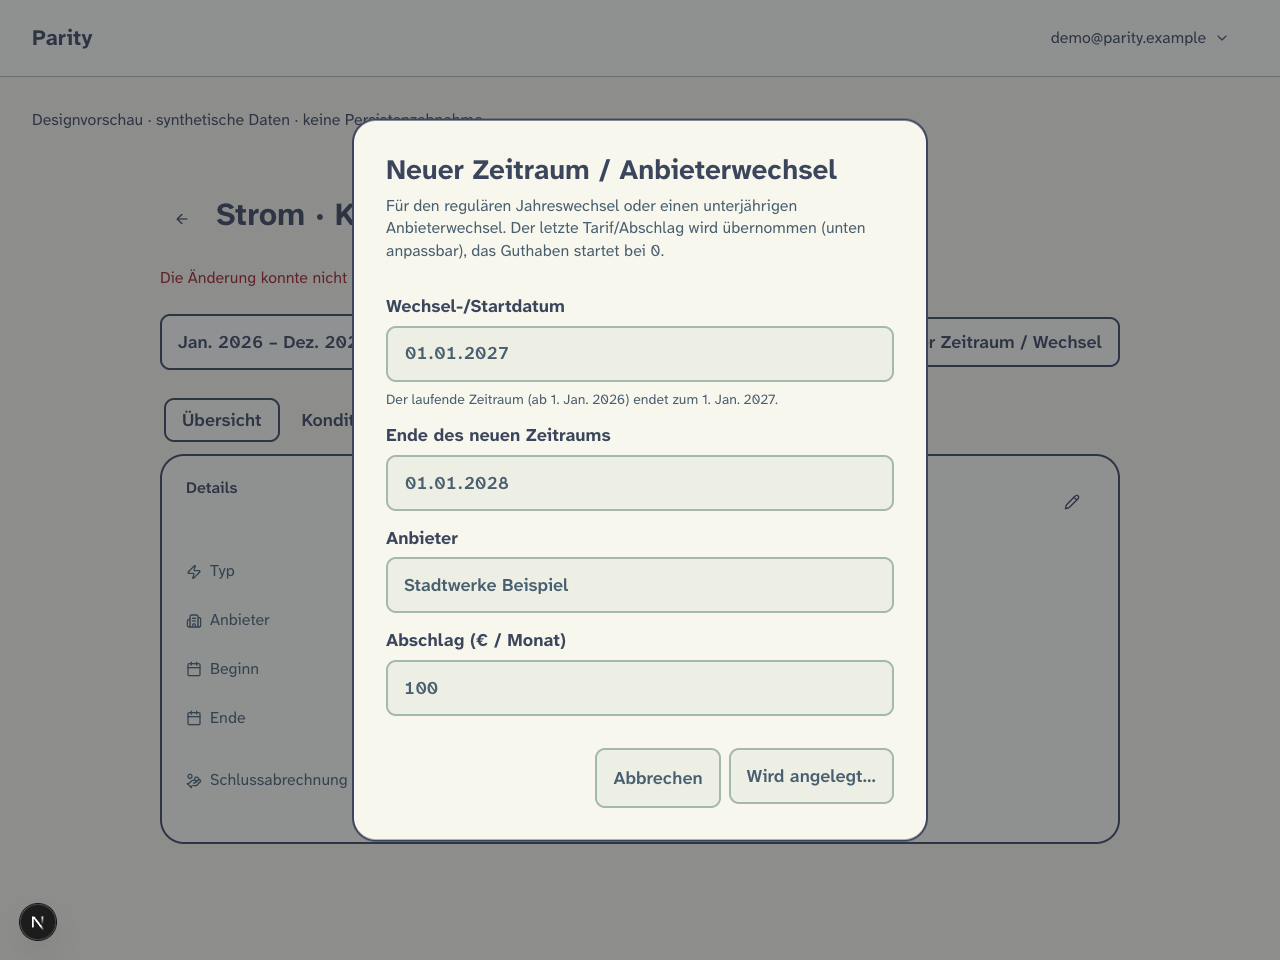 Parity
demo@parity.example
Designvorschau · synthetische Daten · keine Persistenzabnahme
Neuer Zeitraum / Anbieterwechsel
Für den regulären Jahreswechsel oder einen unterjährigen
Anbieterwechsel. Der letzte Tarif/Abschlag wird übernommen (unten
anpassbar), das Guthaben startet bei 0.
Strom ·
Die Änderung konnte nicht
Wechsel-/Startdatum
Jan. 2026 – Dez.
01.01.2027
Zeitraum / Wechsel
Der laufende Zeitraum (ab 1. Jan. 2026) endet zum 1. Jan. 2027.
Übersicht
Ende des neuen Zeitraums
01.01.2028
Details
Anbieter
Stadtwerke Beispiel
Typ
Anbieter
Abschlag (€ / Monat)
100
Beginn
Ende
Schlussabrechnung
Abbrechen
Wird angelegt...
N